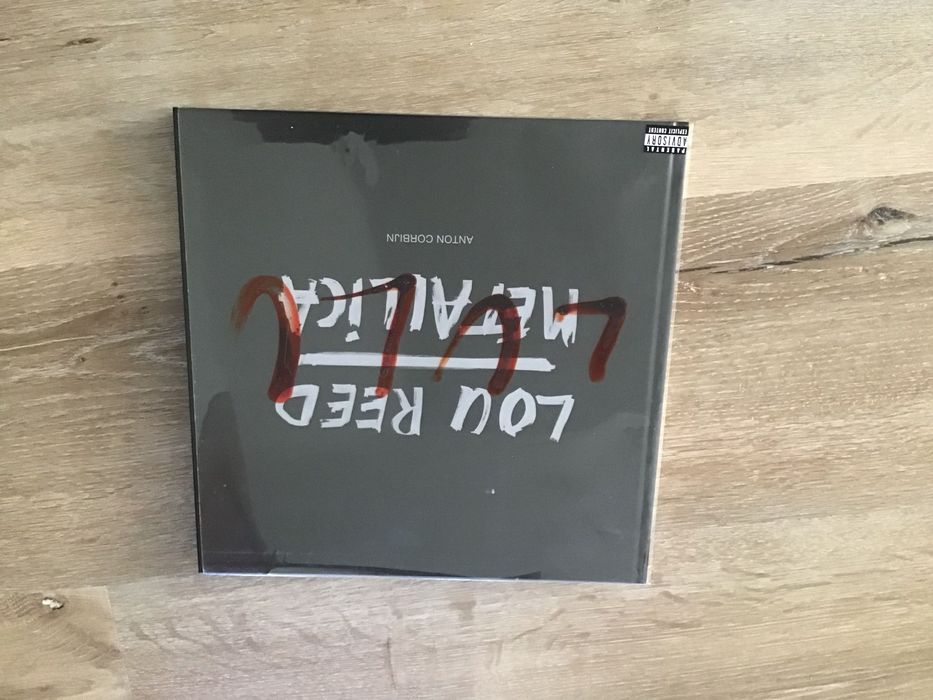 LOU REED
METALLICA
LULU
ANTON CORBIJN
PARENTAL
ADVISORY
EXPLICIT CONTENT